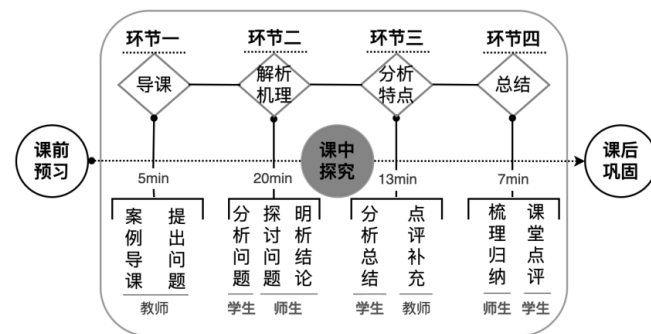 环节一
环节二
环节三
环节四
导课
解析
机理
分析
特点
总结
课前
预习
课中
探究
课后
巩固
5min
20min
13min
7min
案例导课
提出问题
分析问题
探讨问题
明析结论
分析总结
点评补充
梳理归纳
课堂点评
教师
学生
师生
学生
教师
师生
学生